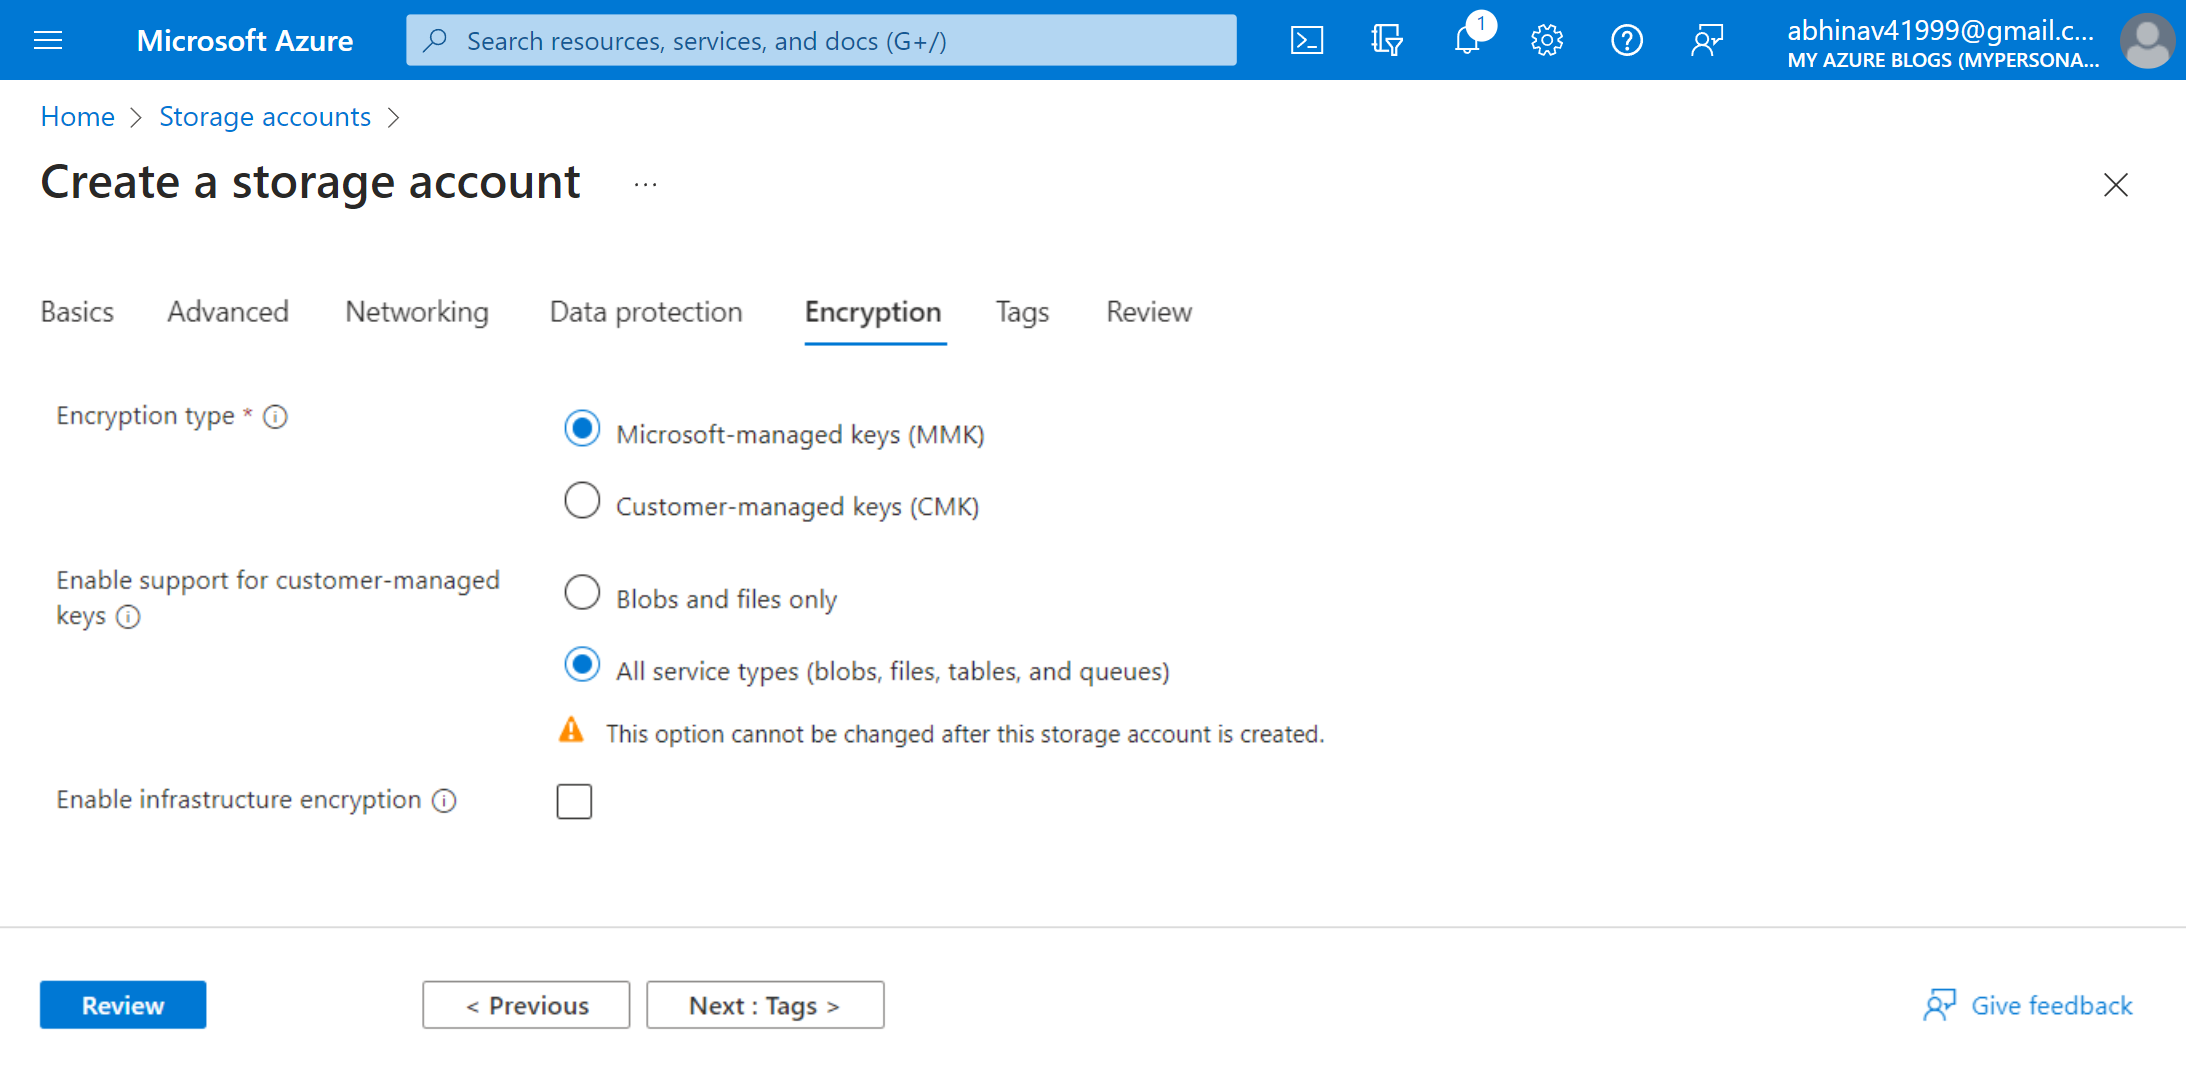 Microsoft Azure
Search resources, services, and docs (G+/)
1
abhinav41999@gmail.c...
MY AZURE BLOGS (MYPERSONA...
Home > Storage accounts >
Create a storage account ...
Basics Advanced Networking Data protection Encryption Tags Review
Encryption type *
Microsoft-managed keys (MMK)
Customer-managed keys (CMK)
Enable support for customer-managed
keys
Blobs and files only
All service types (blobs, files, tables, and queues)
This option cannot be changed after this storage account is created.
Enable infrastructure encryption
Review
< Previous
Next : Tags >
Give feedback